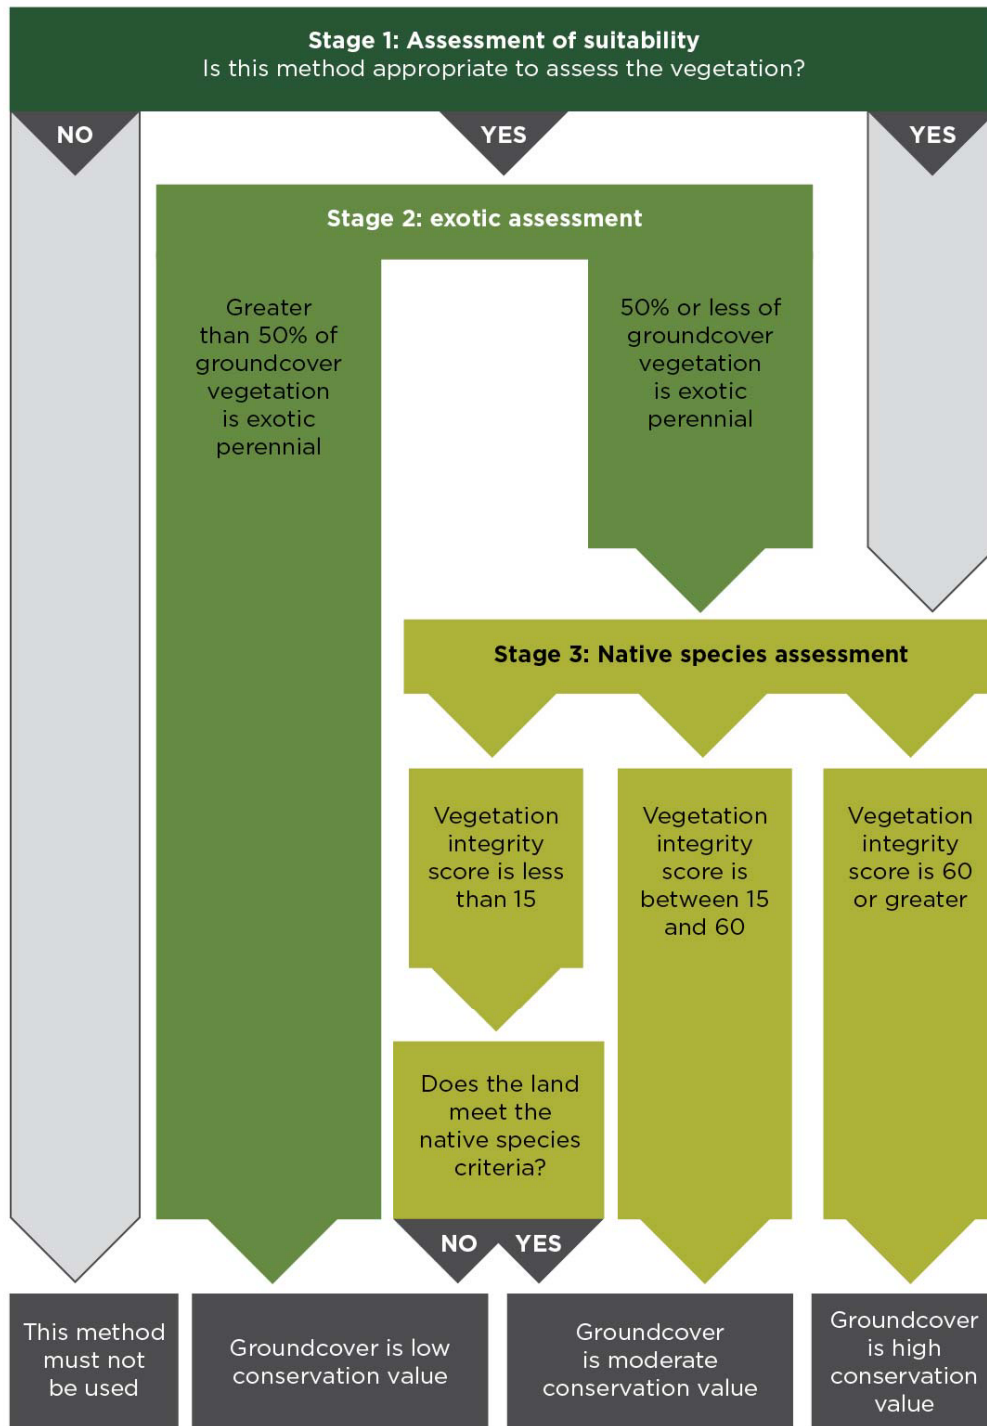 Stage 1: Assessment of suitability
Is this method appropriate to assess the vegetation?
NO
YES
YES
Stage 2: exotic assessment
Greater
than 50% of
groundcover
vegetation
is exotic
perennial
50% or less of
groundcover
vegetation
is exotic
perennial
Stage 3: Native species assessment
Vegetation
integrity
score is less
than 15
Vegetation
integrity
score is
between 15
and 60
Vegetation
integrity
score is 60
or greater
Does the land
meet the
native species
criteria?
NO
YES
This method
must not
be used
Groundcover is low
conservation value
Groundcover
is moderate
conservation value
Groundcover
is high
conservation
value